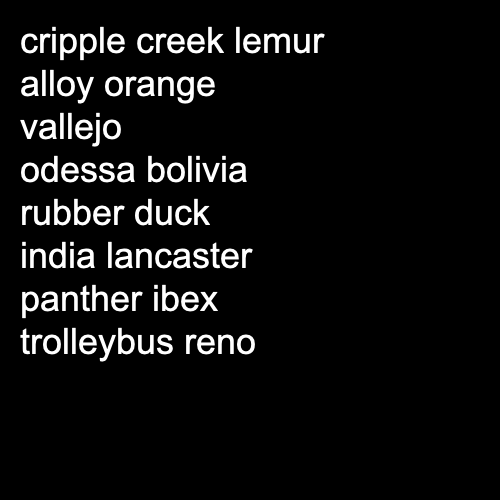 cripple creek lemur
alloy orange
vallejo
odessa bolivia
rubber duck
india lancaster
panther ibex
trolleybus reno